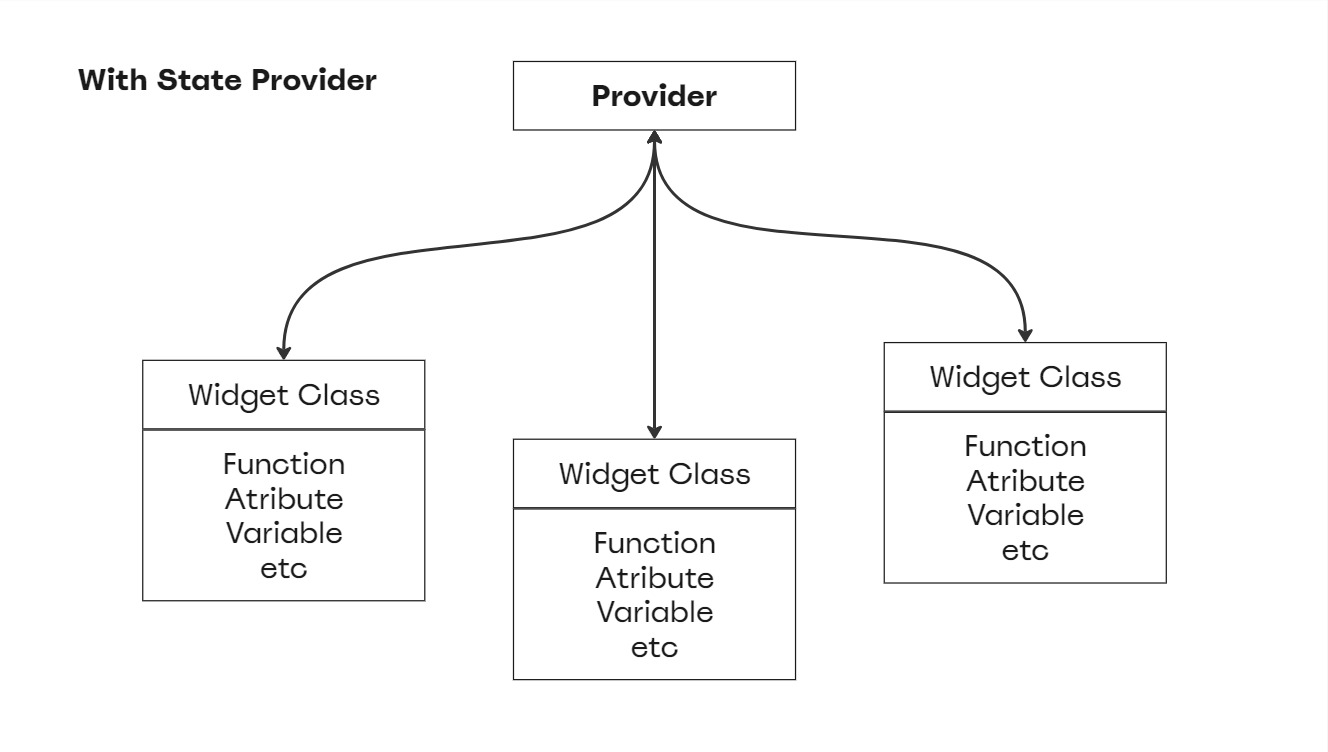 With State Provider
Provider
Widget Class
Function
Atribute
Variable
etc
Widget Class
Function
Atribute
Variable
etc
Widget Class
Function
Atribute
Variable
etc